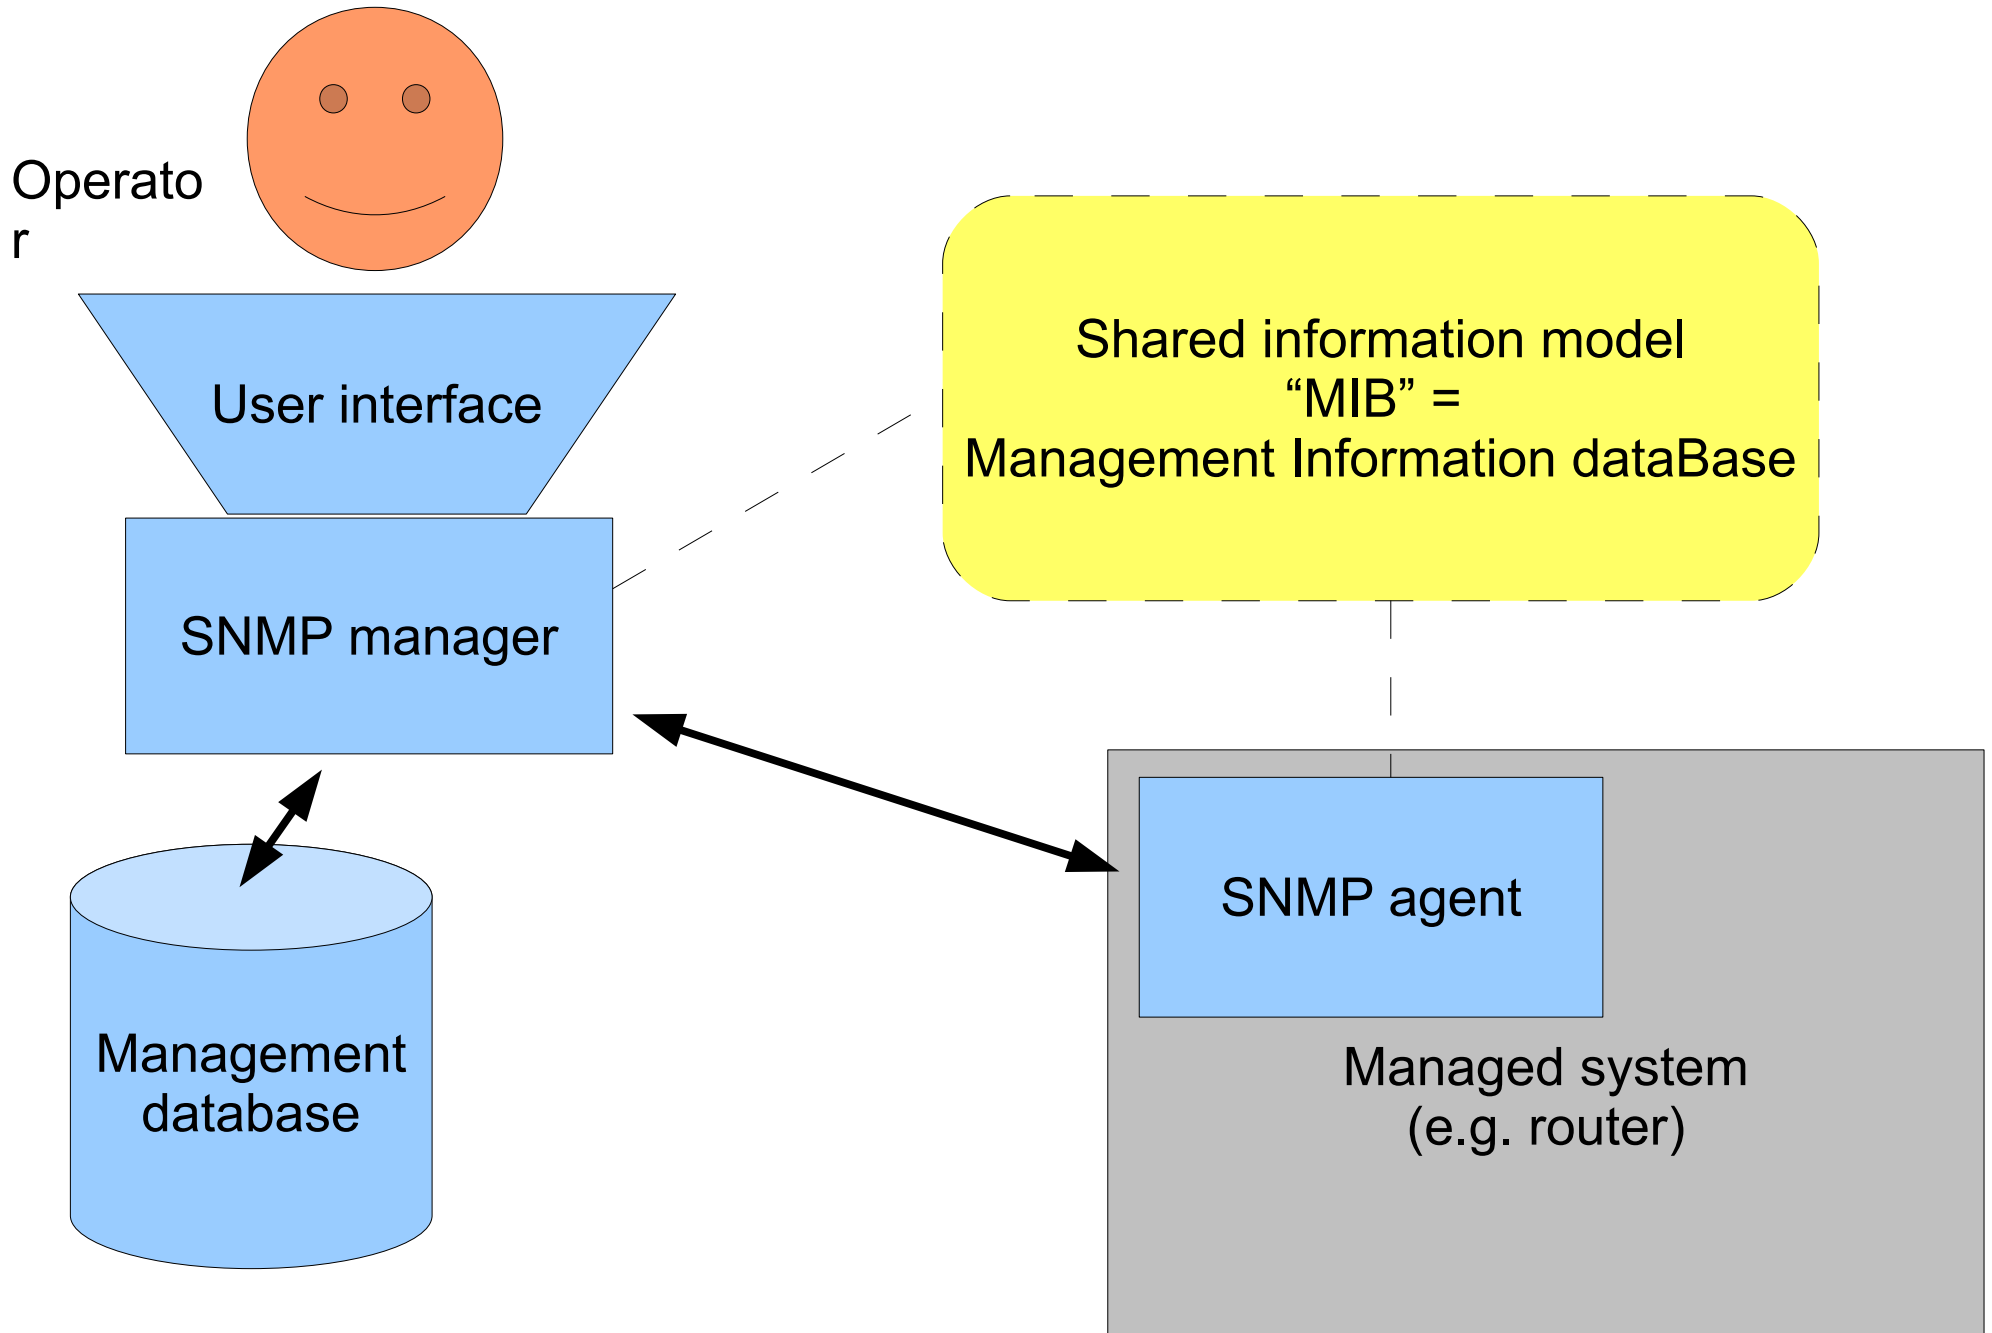 Operato
r
User interface
SNMP manager
Management
database
Shared information model
“MIB” =
Management Information dataBase
SNMP agent
Managed system
(e.g. router)